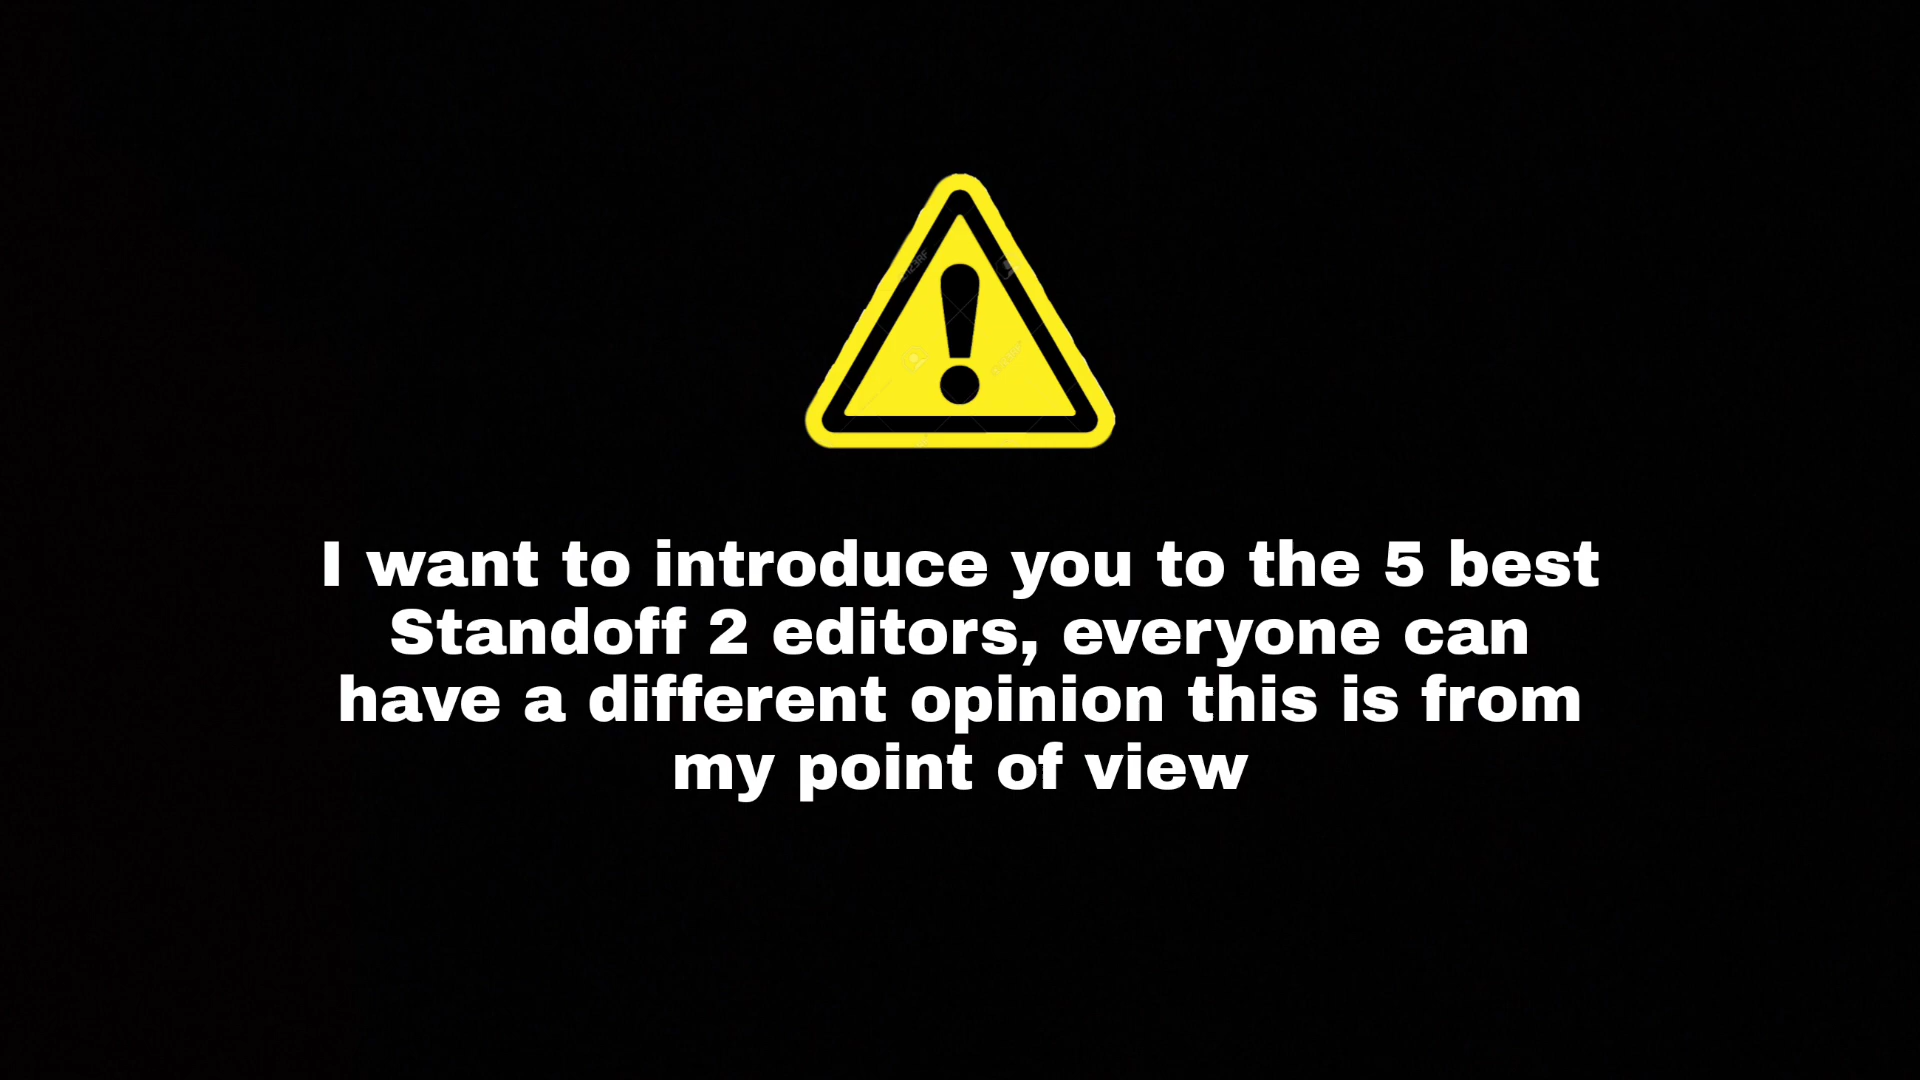 I want to introduce you to the 5 best
Standoff 2 editors, everyone can
have a different opinion this is from
my point of view